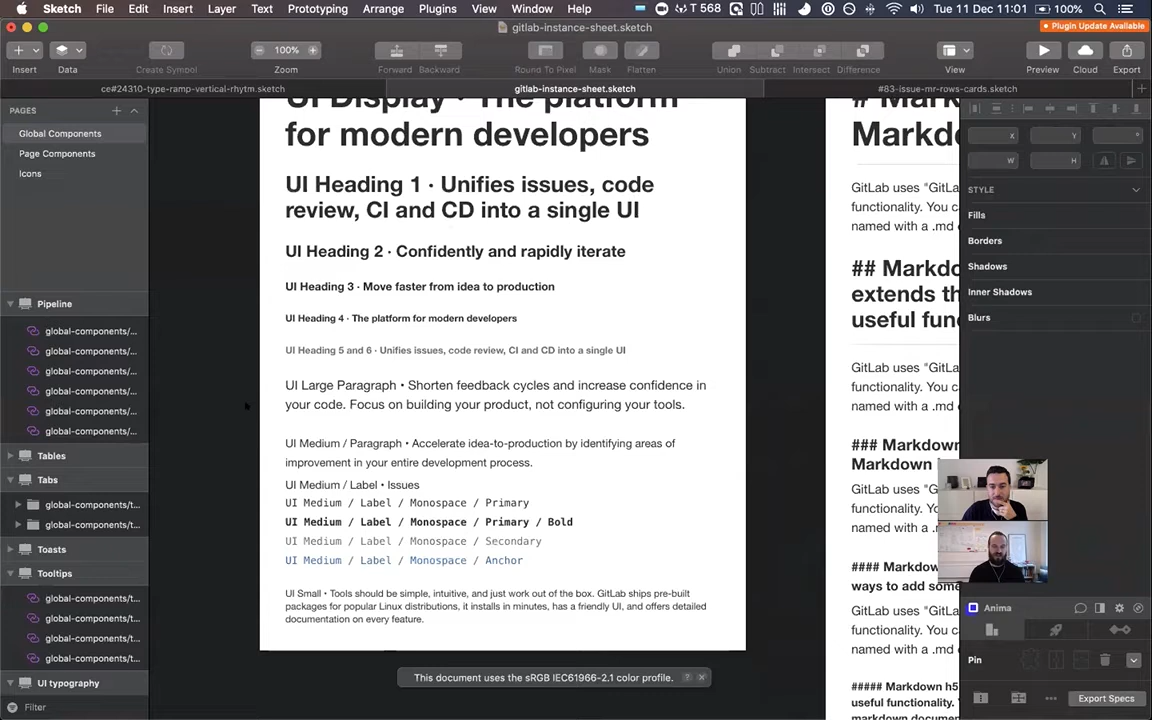 Sketch File Edit Insert Layer Text Prototyping Arrange Plugins View Window Help T 568 100% Tue 11 Dec 11:01
gitlab-instance-sheet.sketch
Plugin Update Available
100%
Insert Data Create Symbol Zoom Forward Backward Round To Pixel Mask Flatten Union Subtract Intersect Difference View Preview Cloud Export
ce#24310-type-ramp-vertical-rhytm.sketch gitlab-instance-sheet.sketch #83-issue-mr-rows-cards.sketch
PAGES
Global Components
Page Components
Icons
Pipeline
global-components/...
global-components/...
global-components/...
global-components/...
global-components/...
global-components/...
Tables
Tabs
global-components/t...
global-components/t...
Toasts
Tooltips
global-components/t...
global-components/t...
global-components/t...
global-components/t...
UI typography
Filter
UI Display · The platform
for modern developers
UI Heading 1 · Unifies issues, code
review, CI and CD into a single UI
UI Heading 2 · Confidently and rapidly iterate
UI Heading 3 · Move faster from idea to production
UI Heading 4 · The platform for modern developers
UI Heading 5 and 6 · Unifies issues, code review, CI and CD into a single UI
UI Large Paragraph • Shorten feedback cycles and increase confidence in
your code. Focus on building your product, not configuring your tools.
UI Medium / Paragraph • Accelerate idea-to-production by identifying areas of
improvement in your entire development process.
UI Medium / Label • Issues
UI Medium / Label / Monospace / Primary
UI Medium / Label / Monospace / Primary / Bold
UI Medium / Label / Monospace / Secondary
UI Medium / Label / Monospace / Anchor
UI Small • Tools should be simple, intuitive, and just work out of the box. GitLab ships pre-built
packages for popular Linux distributions, it installs in minutes, has a friendly UI, and offers detailed
documentation on every feature.
This document uses the sRGB IEC61966-2.1 color profile. ?
# Mark
Markdo
GitLab uses "GitLa
functionality. You c
named with a .md e
## Markdo
extends th
useful fun
GitLab uses "GitLa
functionality. You c
named with a .md e
### Markdow
Markdown
GitLab uses "GitL
functionality. You
named with a .m
#### Markdow
ways to add som
GitLab uses "GitLa
functionality. You c
named with a .md e
##### Markdown h5
useful functionality.
markdown docume
X Y °
W H
STYLE
Fills
Borders
Shadows
Inner Shadows
Blurs
Anima
Pin
Export Specs